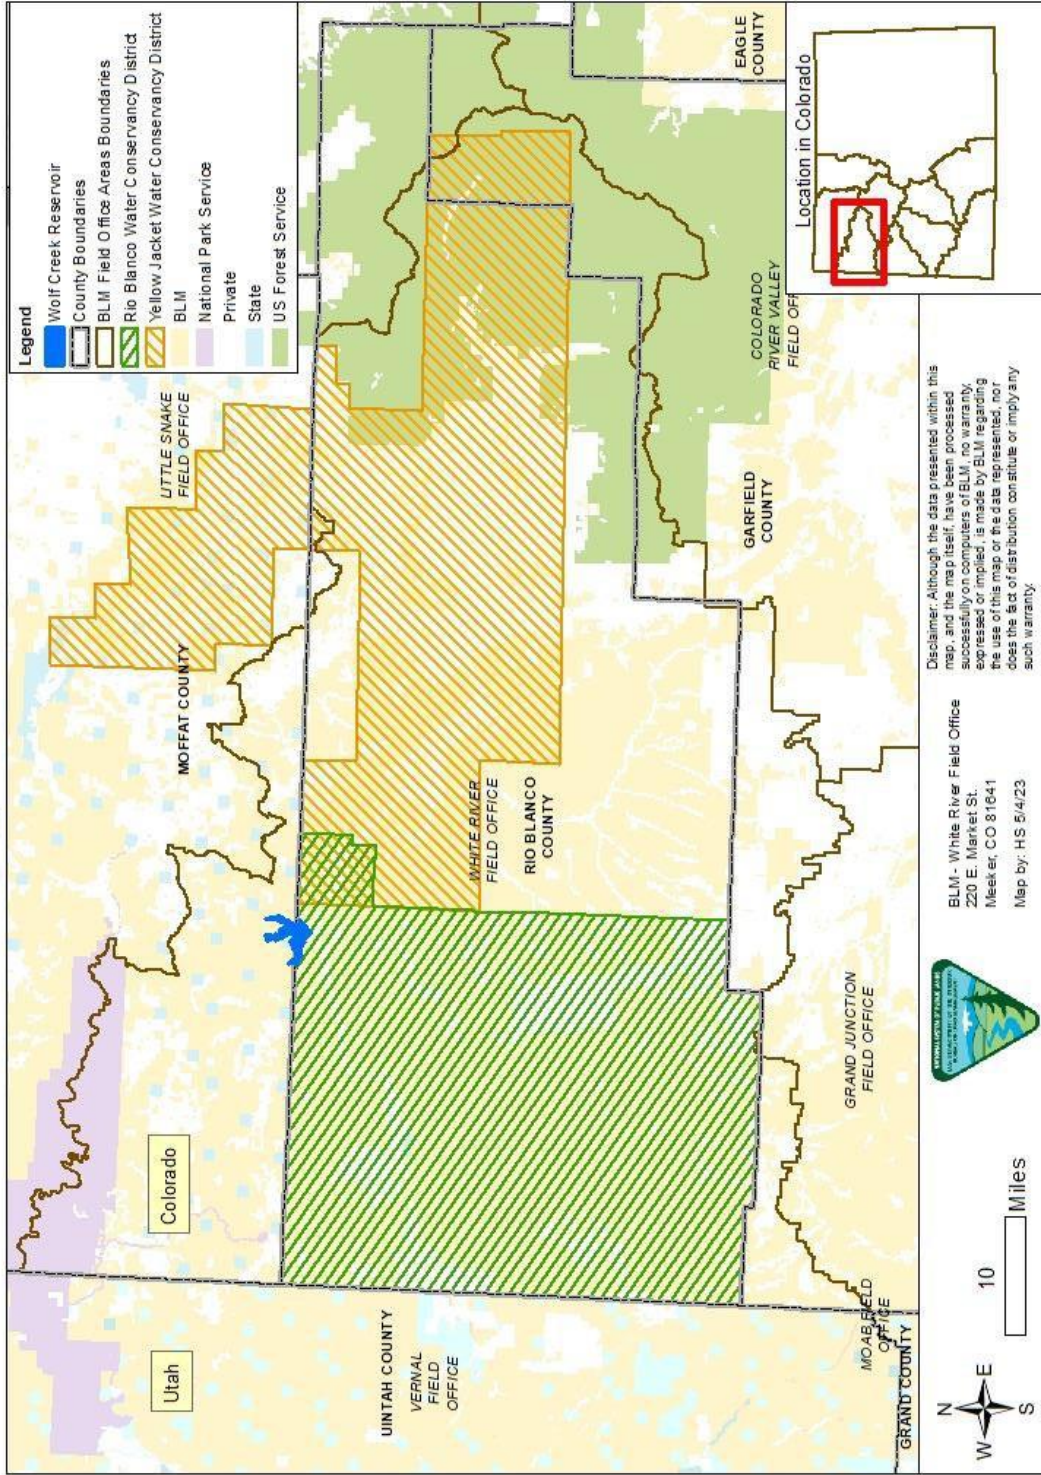 Legend
Wolf Creek Reservoir
County Boundaries
BLM Field Office Areas Boundaries
Rio Blanco Water Conservancy District
Yellow Jacket Water Conservancy District
BLM
National Park Service
Private
State
US Forest Service
Utah
Colorado
MOFFAT COUNTY
LITTLE SNAKE
FIELD OFFICE
EAGLE
COUNTY
UINTAH COUNTY
VERNAL
FIELD
OFFICE
WHITE RIVER
FIELD OFFICE
RIO BLANCO
COUNTY
COLORADO
RIVER VALLEY
FIELD OFF
GARFIELD
COUNTY
GRAND JUNCTION
FIELD OFFICE
MOAB FIELD
OFFICE
GRAND COUNTY
Location in Colorado
N
W
E
S
10
Miles
BLM - White River Field Office
220 E. Market St.
Meeker, CO 81641
Map by: HS 5/4/23
Disclaimer: Although the data presented within this
map, and the map itself, have been processed
successfully on computers of BLM, no warranty,
expressed or implied, is made by BLM regarding
the use of this map or the data represented, nor
does the fact of distribution constitute or imply any
such warranty.